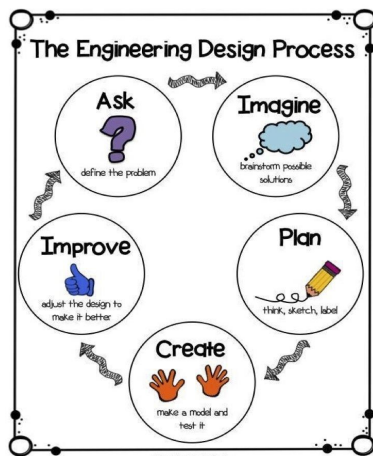 The Engineering Design Process
Ask
define the problem
Imagine
brainstorm possible
solutions
Plan
think, sketch, label
Create
make a model and
test it
Improve
adjust the design to
make it better